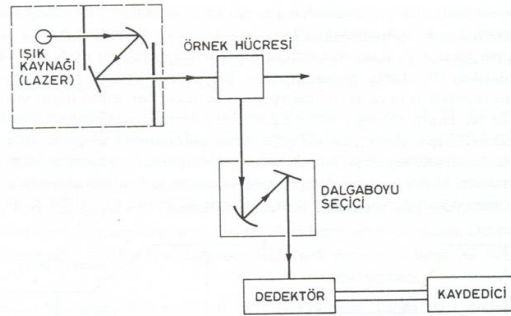 IŞIK
KAYNAĞI
(LAZER)
ÖRNEK HÜCRESİ
DALGABOYU
SEÇİCİ
DEDEKTÖR
KAYDEDİCİ